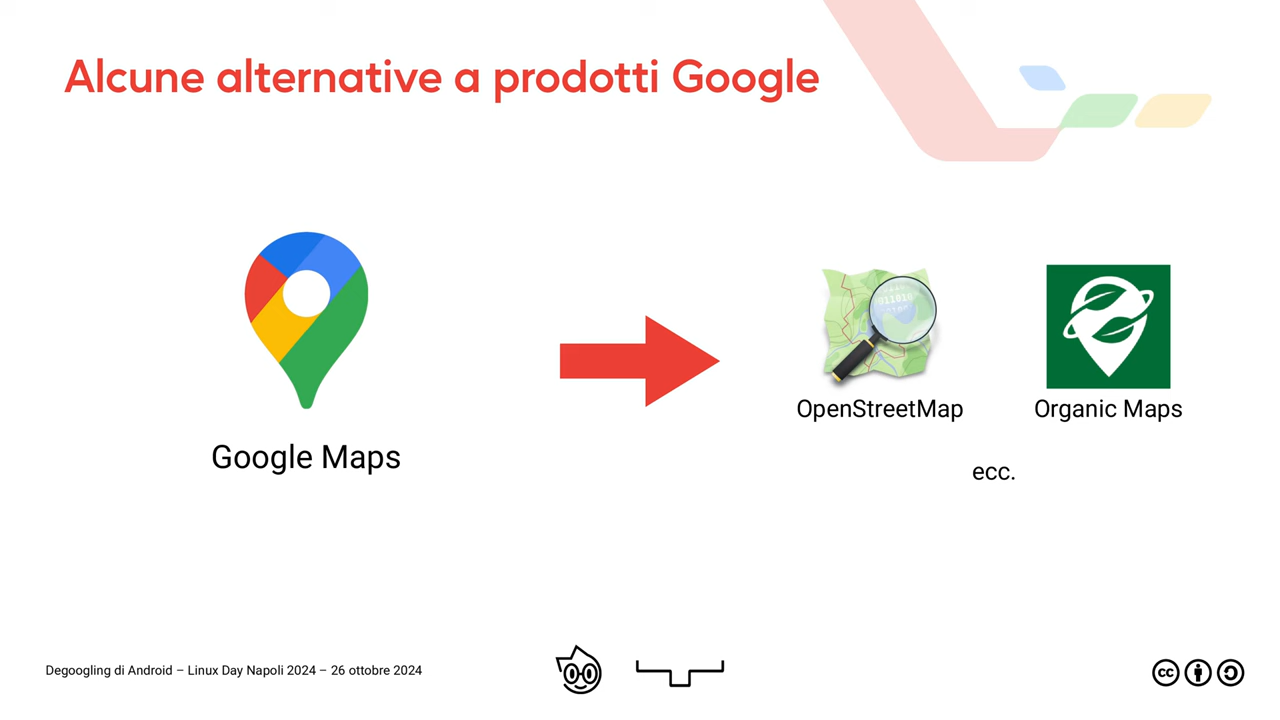 Alcune alternative a prodotti Google
Google Maps
OpenStreetMap
Organic Maps
ecc.
Degoogling di Android – Linux Day Napoli 2024 – 26 ottobre 2024
cc